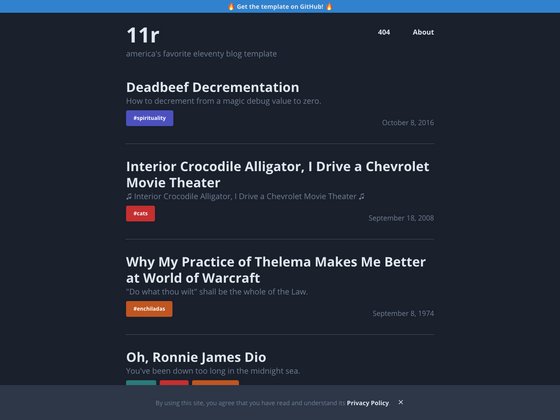 🔥 Get the template on GitHub! 🔥
11r
404 About
america's favorite eleventy blog template
Deadbeef Decrementation
How to decrement from a magic debug value to zero.
#spirituality
October 8, 2016
Interior Crocodile Alligator, I Drive a Chevrolet
Movie Theater
♫ Interior Crocodile Alligator, I Drive a Chevrolet Movie Theater ♫
#cats
September 18, 2008
Why My Practice of Thelema Makes Me Better
at World of Warcraft
"Do what thou wilt" shall be the whole of the Law.
#enchiladas
September 8, 1974
Oh, Ronnie James Dio
You've been down too long in the midnight sea.
By using this site, you agree that you have read and understand its Privacy Policy ✕